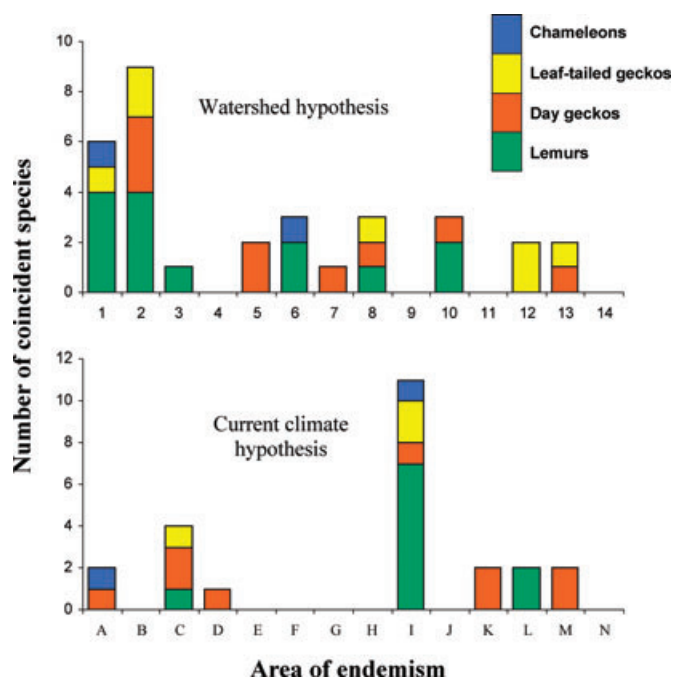 Chameleons
Leaf-tailed geckos
Day geckos
Lemurs
Watershed hypothesis
10
8
6
4
2
0
1 2 3 4 5 6 7 8 9 10 11 12 13 14
Number of coincident species
Current climate
hypothesis
12
10
8
6
4
2
0
A B C D E F G H I J K L M N
Area of endemism